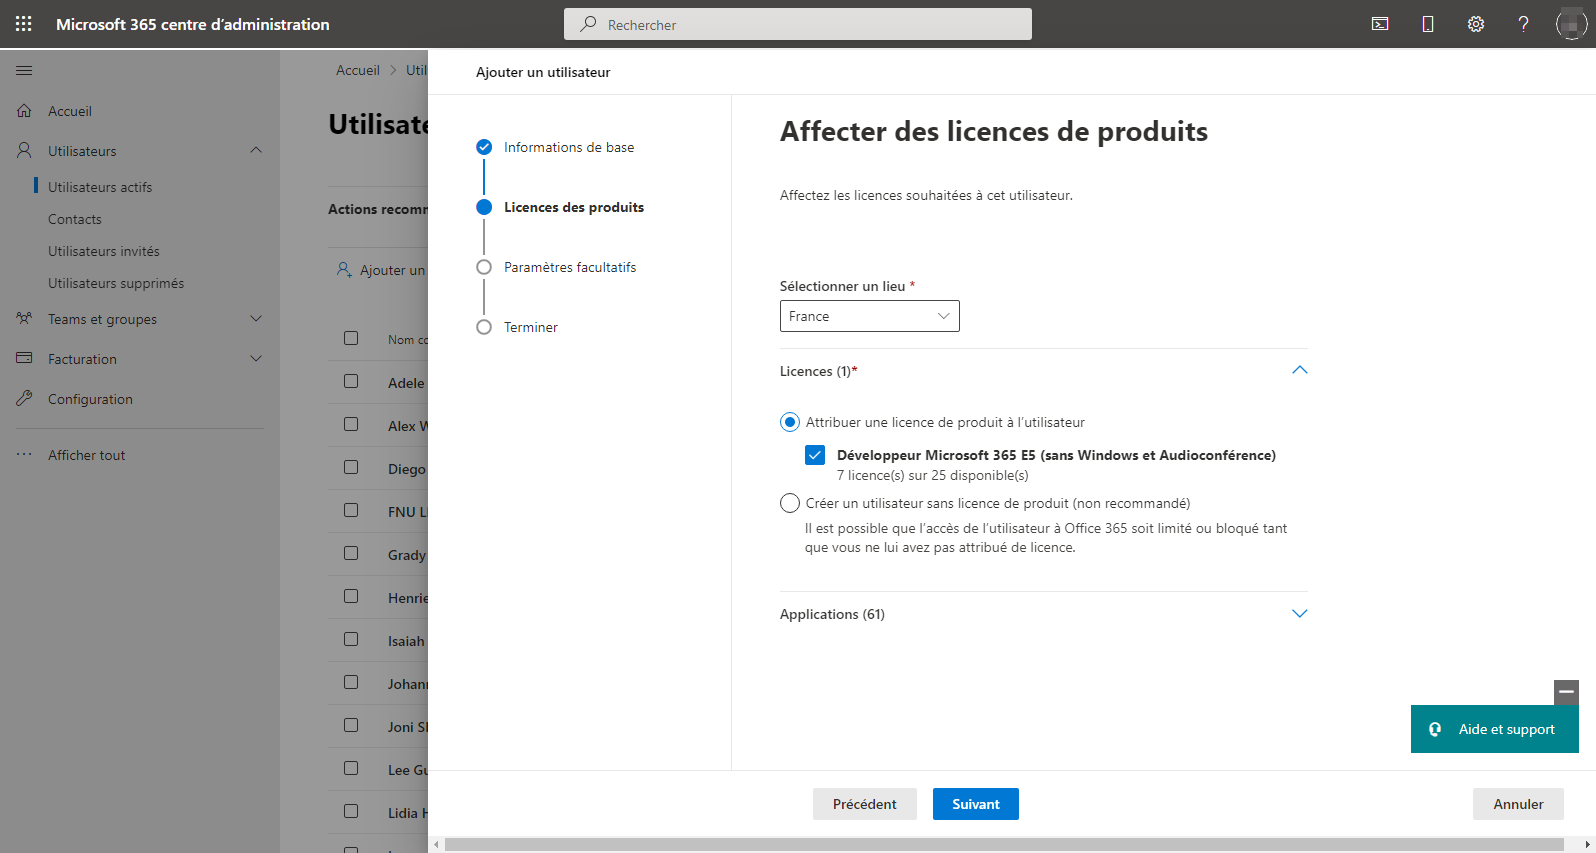 Microsoft 365 centre d’administration
Rechercher
Accueil
Utilisateurs
Utilisateurs actifs
Contacts
Utilisateurs invités
Utilisateurs supprimés
Teams et groupes
Facturation
Configuration
Afficher tout
Accueil > Util
Utilisate
Actions recom
Ajouter un
Nom co
Adele
Alex W
Diego
FNU L
Grady
Henrie
Isaiah
Johann
Joni Sh
Lee Gu
Lidia H
Ajouter un utilisateur
Informations de base
Licences des produits
Paramètres facultatifs
Terminer
Affecter des licences de produits
Affectez les licences souhaitées à cet utilisateur.
Sélectionner un lieu *
France
Licences (1)*
Attribuer une licence de produit à l’utilisateur
Développeur Microsoft 365 E5 (sans Windows et Audioconférence)
7 licence(s) sur 25 disponible(s)
Créer un utilisateur sans licence de produit (non recommandé)
Il est possible que l’accès de l’utilisateur à Office 365 soit limité ou bloqué tant
que vous ne lui avez pas attribué de licence.
Applications (61)
Aide et support
Précédent
Suivant
Annuler